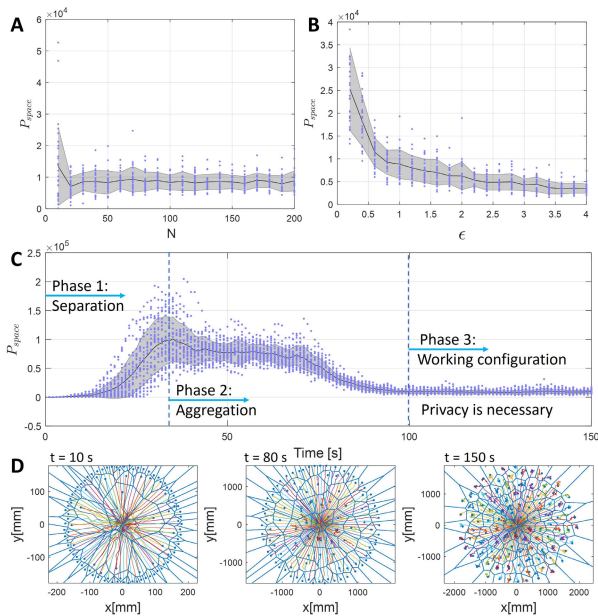 A
B
×10⁴
6
5
4
3
2
1
0
P_space
0
50
100
150
200
N
×10⁴
4
3.5
3
2.5
2
1.5
1
0.5
0
P_space
0
0.5
1
1.5
2
2.5
3
3.5
4
ϵ
C
×10⁵
2.5
2
1.5
1
0.5
0
-0.5
P_space
Phase 1:
Separation
Phase 2:
Aggregation
Phase 3:
Working configuration
Privacy is necessary
0
50
100
150
Time [s]
D
t = 10 s
t = 80 s
t = 150 s
y[mm]
100
0
-100
-200
0
200
x[mm]
y[mm]
1000
0
-1000
-2000
-1000
0
1000
2000
x[mm]
y[mm]
1000
0
-1000
-2000
-1000
0
1000
2000
x[mm]